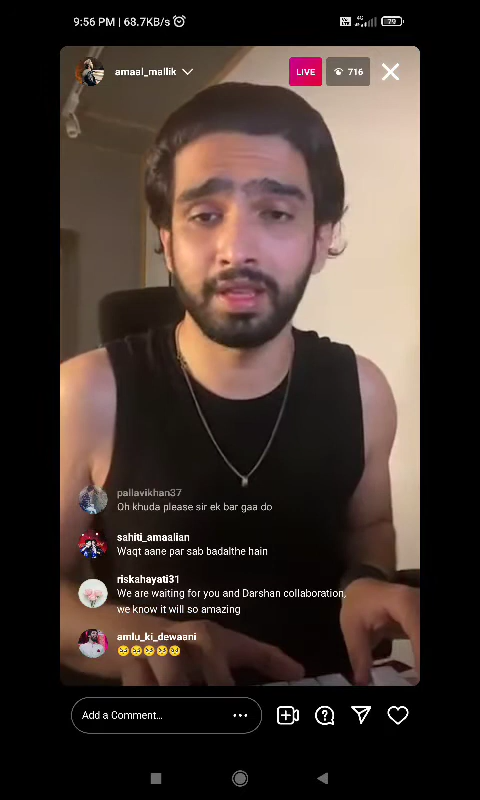 9:56 PM | 68.7KB/s
4G
79
amaal_mallik
LIVE
716
pallavikhan37
Oh khuda please sir ek bar gaa do
sahiti_amaalian
Waqt aane par sab badalthe hain
riskahayati31
We are waiting for you and Darshan collaboration,
we know it will so amazing
amlu_ki_dewaani
Add a Comment...